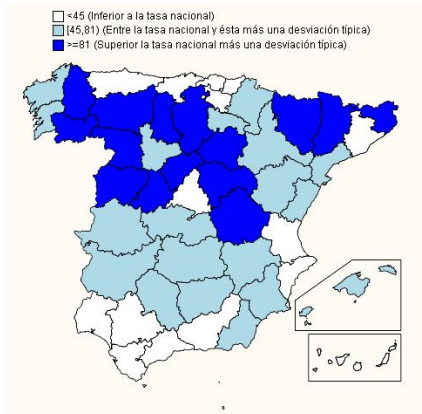 <45 (Inferior a la tasa nacional)
[45,81) (Entre la tasa nacional y ésta más una desviación típica)
>=81 (Superior la tasa nacional más una desviación típica)